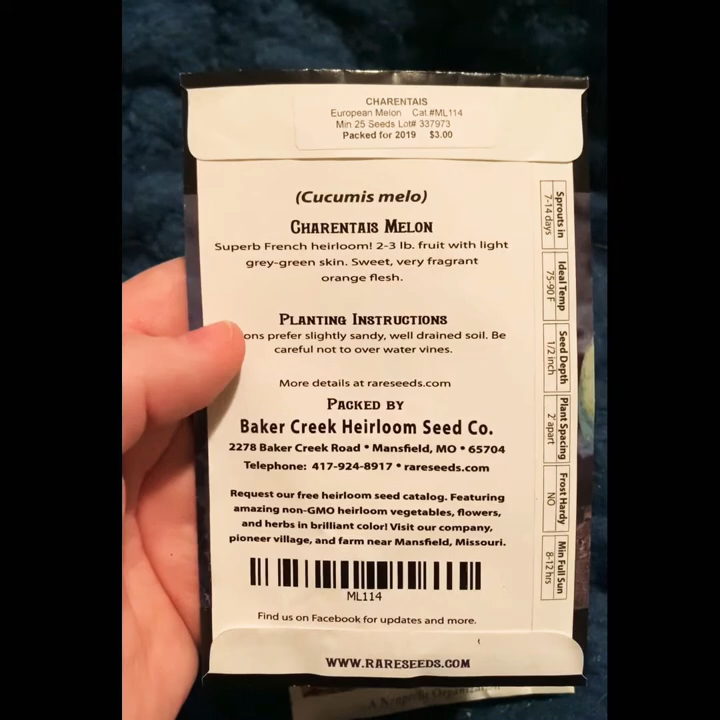 CHARENTAIS
European Melon Cat #ML114
Min 25 Seeds Lot# 337973
Packed for 2019 $3.00
(Cucumis melo)
CHARENTAIS MELON
Superb French heirloom! 2-3 lb. fruit with light
grey-green skin. Sweet, very fragrant
orange flesh.
PLANTING INSTRUCTIONS
ons prefer slightly sandy, well drained soil. Be
careful not to over water vines.
More details at rareseeds.com
PACKED BY
Baker Creek Heirloom Seed Co.
2278 Baker Creek Road • Mansfield, MO • 65704
Telephone: 417-924-8917 • rareseeds.com
Request our free heirloom seed catalog. Featuring
amazing non-GMO heirloom vegetables, flowers,
and herbs in brilliant color! Visit our company,
pioneer village, and farm near Mansfield, Missouri.
ML114
Find us on Facebook for updates and more.
WWW.RARESEEDS.COM
Sprouts in
7-14 days
Ideal Temp
75-90 F
Seed Depth
1/2 inch
Plant Spacing
2' apart
Frost Hardy
NO
Min Full Sun
8-12 hrs
A Nonprofit Organization